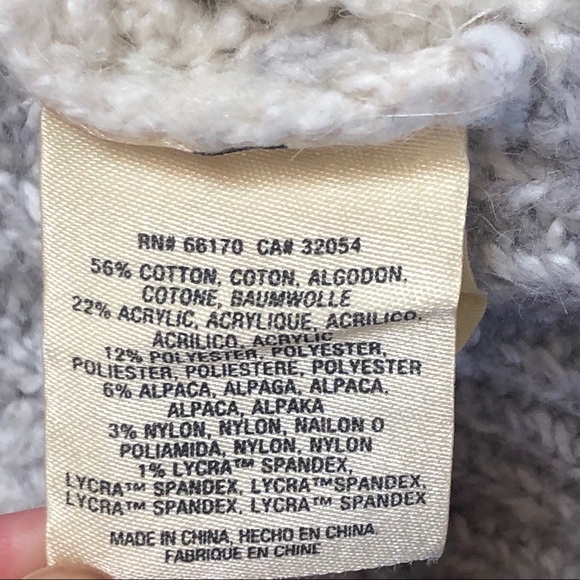 RN# 66170 CA# 32054
56% COTTON, COTON, ALGODON,
COTONE, BAUMWOLLE
22% ACRYLIC, ACRYLIQUE, ACRILICO,
ACRILICO, ACRYLIC
12% POLYESTER, POLYESTER,
POLIESTER, POLIESTERE, POLYESTER
6% ALPACA, ALPAGA, ALPACA,
ALPACA, ALPAKA
3% NYLON, NYLON, NAILON O
POLIAMIDA, NYLON, NYLON
1% LYCRA™ SPANDEX,
LYCRA™ SPANDEX, LYCRA™SPANDEX,
LYCRA™ SPANDEX, LYCRA™ SPANDEX
MADE IN CHINA, HECHO EN CHINA,
FABRIQUE EN CHINE